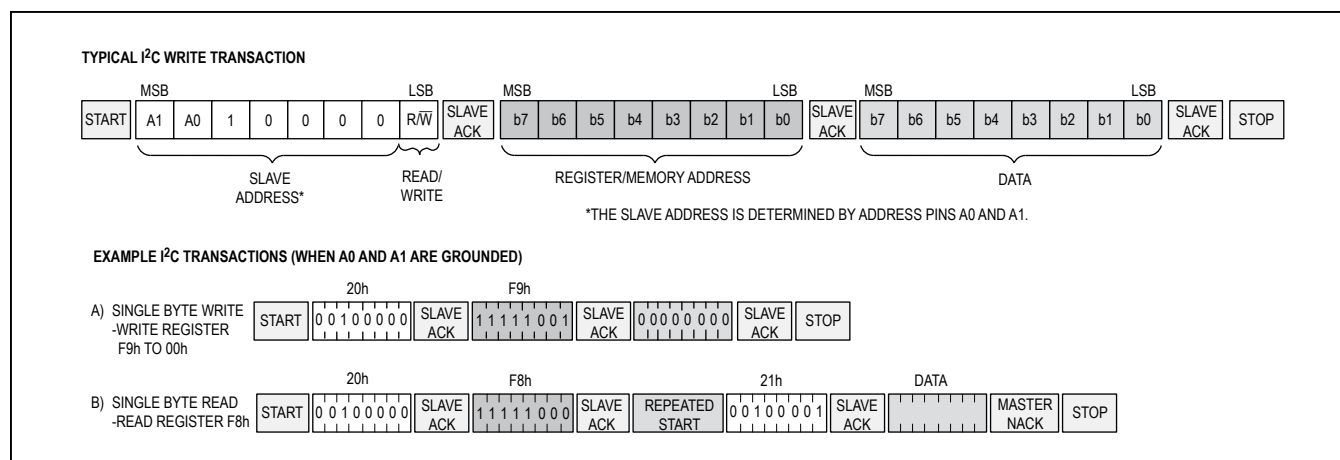 TYPICAL I²C WRITE TRANSACTION
MSB LSB MSB LSB MSB LSB
START A1 A0 1 0 0 0 0 R/W̅ SLAVE ACK b7 b6 b5 b4 b3 b2 b1 b0 SLAVE ACK b7 b6 b5 b4 b3 b2 b1 b0 SLAVE ACK STOP
SLAVE ADDRESS* READ/WRITE REGISTER/MEMORY ADDRESS DATA
*THE SLAVE ADDRESS IS DETERMINED BY ADDRESS PINS A0 AND A1.
EXAMPLE I²C TRANSACTIONS (WHEN A0 AND A1 ARE GROUNDED)
20h F9h
A) SINGLE BYTE WRITE
-WRITE REGISTER
F9h TO 00h
START 0 0 1 0 0 0 0 0 SLAVE ACK 1 1 1 1 1 0 0 1 SLAVE ACK 0 0 0 0 0 0 0 0 SLAVE ACK STOP
20h F8h 21h DATA
B) SINGLE BYTE READ
-READ REGISTER F8h
START 0 0 1 0 0 0 0 0 SLAVE ACK 1 1 1 1 1 0 0 0 SLAVE ACK REPEATED START 0 0 1 0 0 0 0 1 SLAVE ACK MASTER NACK STOP